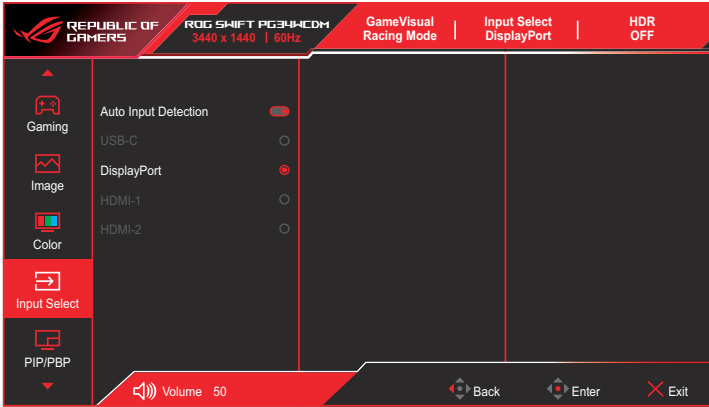 REPUBLIC OF
GAMERS
ROG SWIFT PG34WCDM
3440 x 1440 | 60Hz
GameVisual
Racing Mode
Input Select
DisplayPort
HDR
OFF
Gaming
Image
Color
Input Select
PIP/PBP
Auto Input Detection
USB-C
DisplayPort
HDMI-1
HDMI-2
Volume 50
Back
Enter
Exit